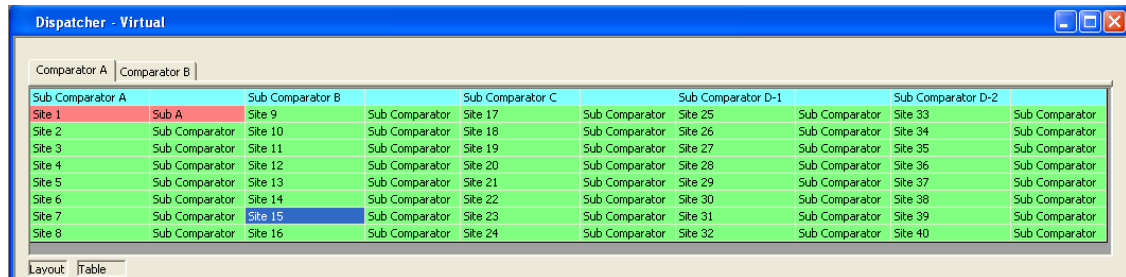 Dispatcher - Virtual
Comparator A Comparator B
Sub Comparator A Sub Comparator B Sub Comparator C Sub Comparator D-1 Sub Comparator D-2
Site 1 Sub A Site 9 Sub Comparator Site 17 Sub Comparator Site 25 Sub Comparator Site 33 Sub Comparator
Site 2 Sub Comparator Site 10 Sub Comparator Site 18 Sub Comparator Site 26 Sub Comparator Site 34 Sub Comparator
Site 3 Sub Comparator Site 11 Sub Comparator Site 19 Sub Comparator Site 27 Sub Comparator Site 35 Sub Comparator
Site 4 Sub Comparator Site 12 Sub Comparator Site 20 Sub Comparator Site 28 Sub Comparator Site 36 Sub Comparator
Site 5 Sub Comparator Site 13 Sub Comparator Site 21 Sub Comparator Site 29 Sub Comparator Site 37 Sub Comparator
Site 6 Sub Comparator Site 14 Sub Comparator Site 22 Sub Comparator Site 30 Sub Comparator Site 38 Sub Comparator
Site 7 Sub Comparator Site 15 Sub Comparator Site 23 Sub Comparator Site 31 Sub Comparator Site 39 Sub Comparator
Site 8 Sub Comparator Site 16 Sub Comparator Site 24 Sub Comparator Site 32 Sub Comparator Site 40 Sub Comparator
Layout Table